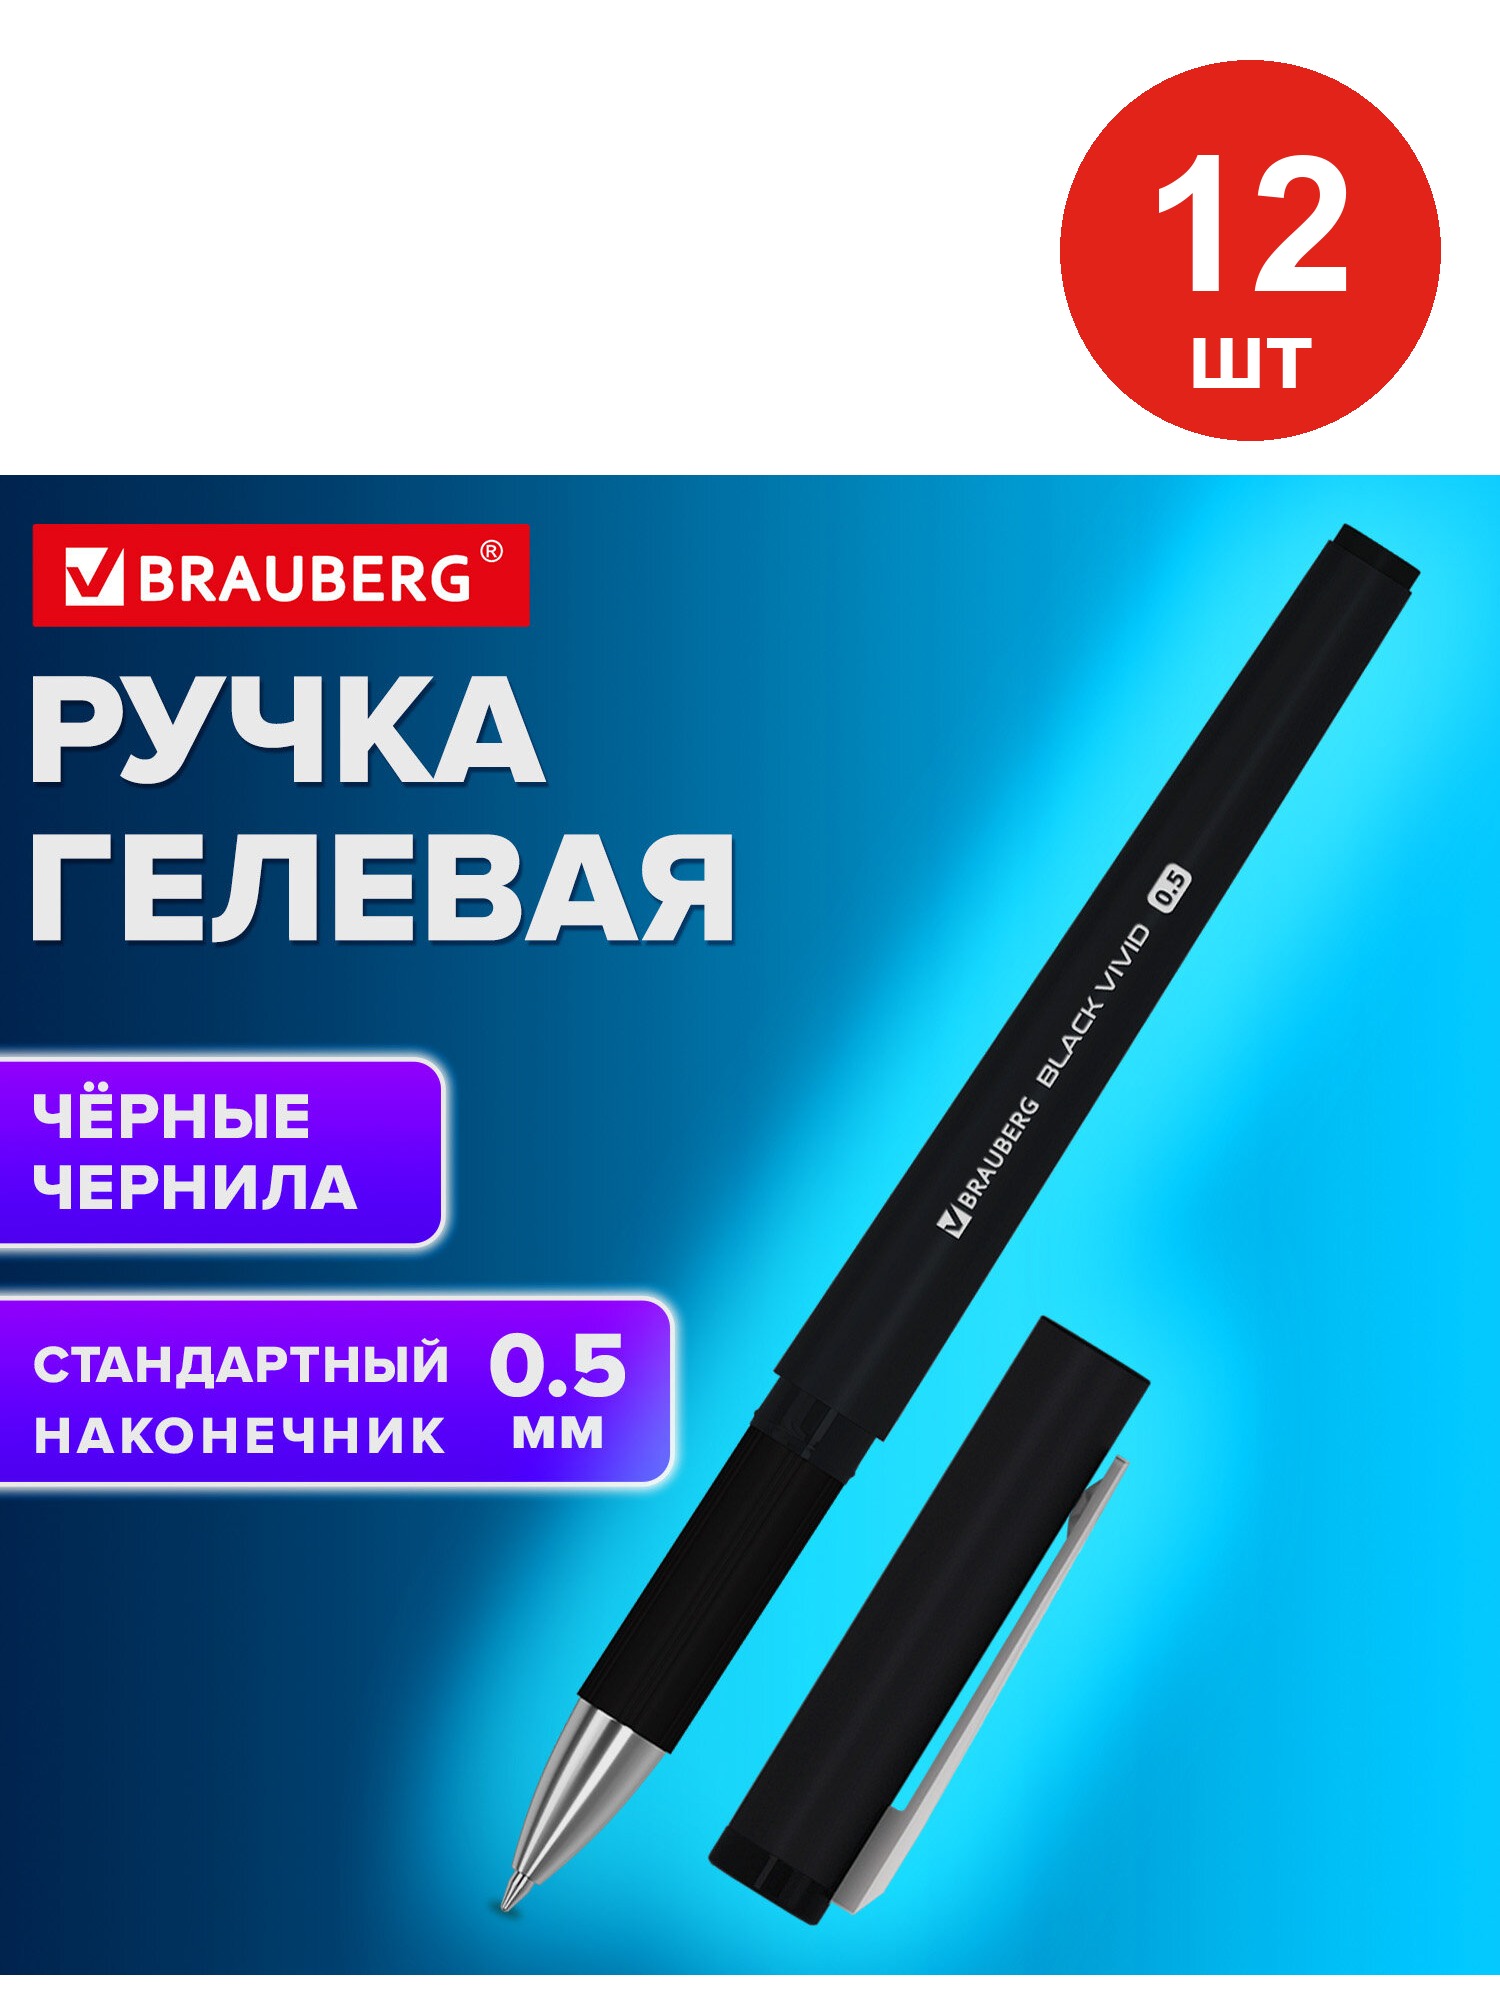 12
шт
BRAUBERG®
РУЧКА
ГЕЛЕВАЯ
ЧЁРНЫЕ
ЧЕРНИЛА
СТАНДАРТНЫЙ
НАКОНЕЧНИК
0.5
мм
BRAUBERG BLACK VIVID 0.5